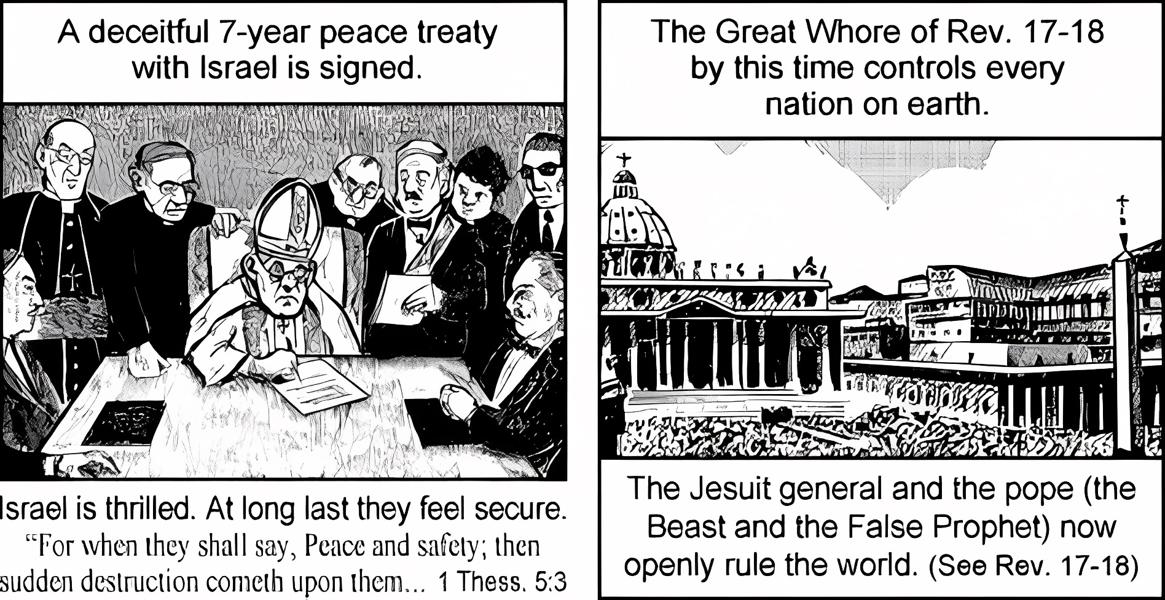 A deceitful 7-year peace treaty
with Israel is signed.
Israel is thrilled. At long last they feel secure.
“For when they shall say, Peace and safety; then
sudden destruction cometh upon them... 1 Thess. 5:3
The Great Whore of Rev. 17-18
by this time controls every
nation on earth.
The Jesuit general and the pope (the
Beast and the False Prophet) now
openly rule the world. (See Rev. 17-18)